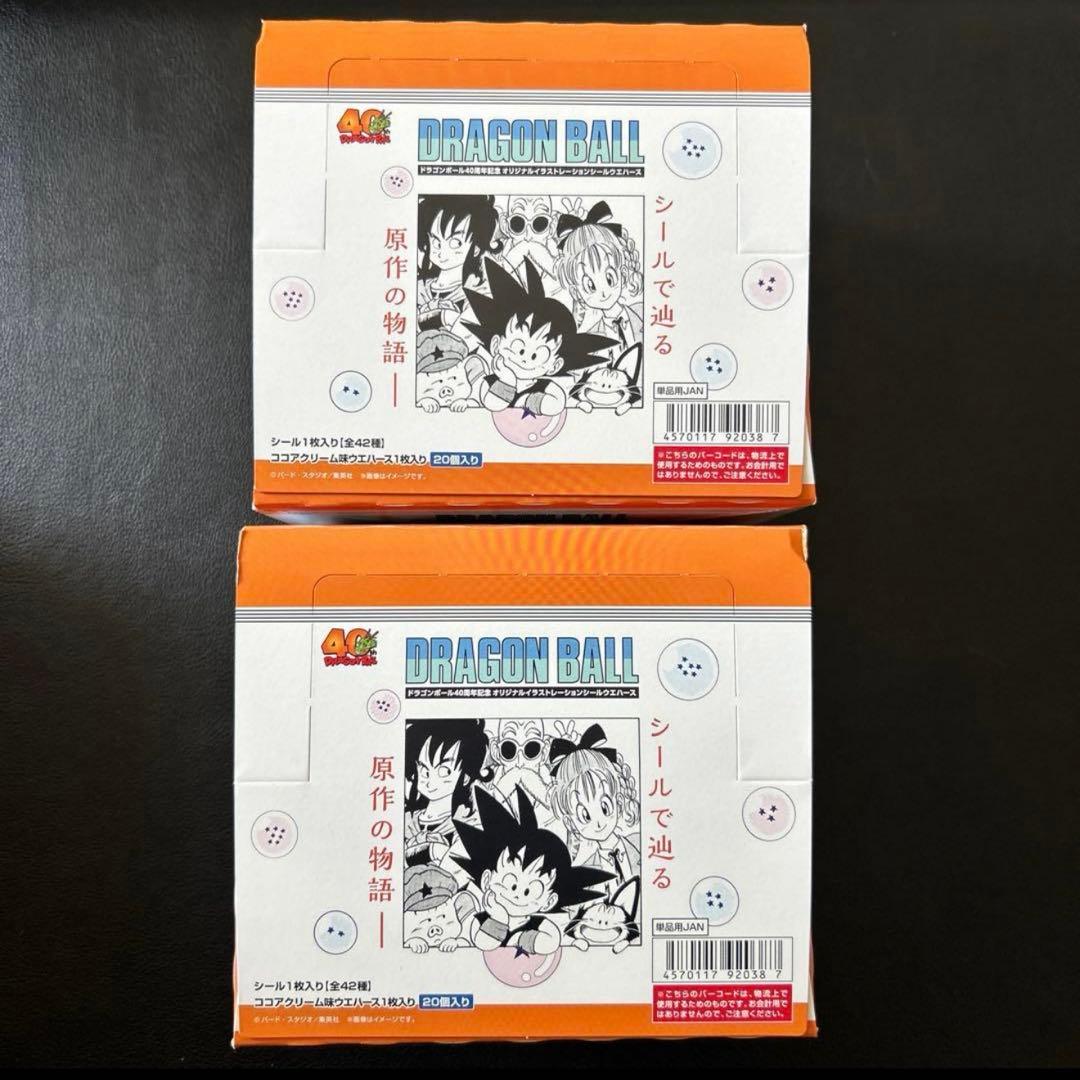 40th
DRAGON BALL
DRAGON BALL
ドラゴンボール40周年記念 オリジナルイラストレーションシールウエハース
シールで辿る
原作の物語―
単品用JAN
4570117 92038 7
※こちらのバーコードは、物流上で
使用するためのものです。お会計用で
はありませんので、ご注意ください。
シール1枚入り【全42種】
ココアクリーム味ウエハース1枚入り 20個入り
©バード・スタジオ/集英社 ※画像はイメージです。
40th
DRAGON BALL
DRAGON BALL
ドラゴンボール40周年記念 オリジナルイラストレーションシールウエハース
シールで辿る
原作の物語―
単品用JAN
4570117 92038 7
※こちらのバーコードは、物流上で
使用するためのものです。お会計用で
はありませんので、ご注意ください。
シール1枚入り【全42種】
ココアクリーム味ウエハース1枚入り 20個入り
©バード・スタジオ/集英社 ※画像はイメージです。